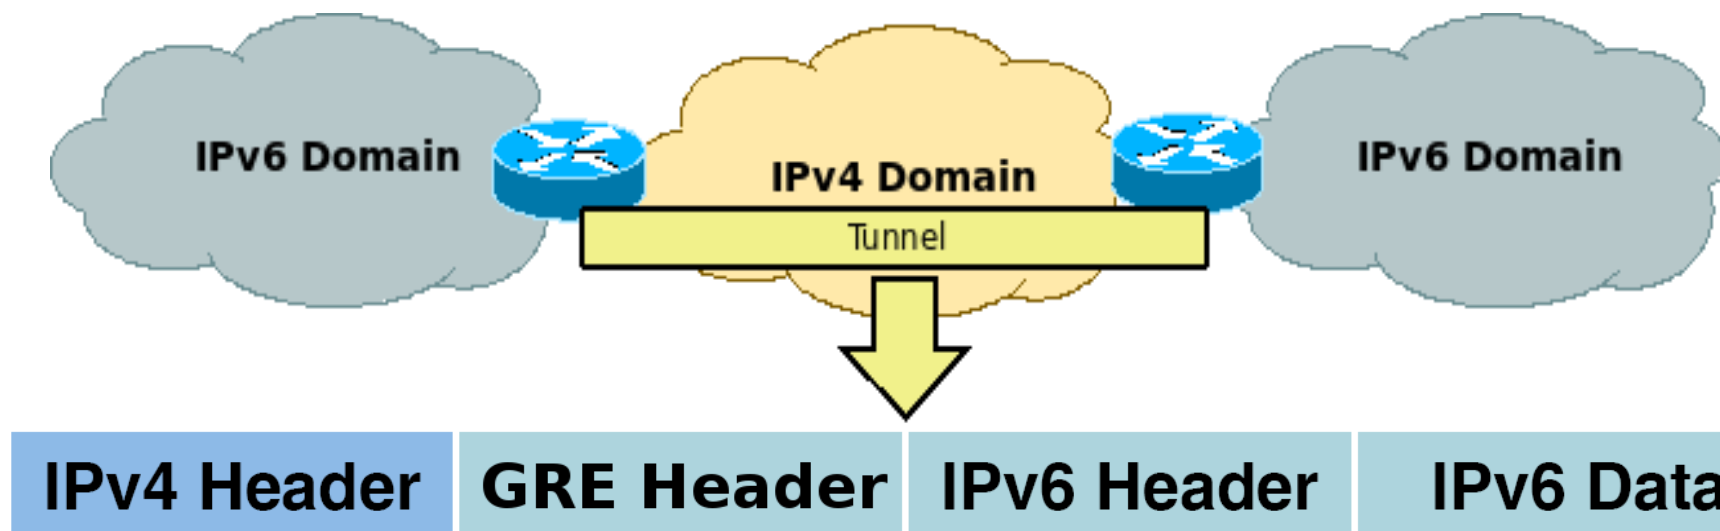 IPv6 Domain
IPv4 Domain
IPv6 Domain
Tunnel
IPv4 Header
GRE Header
IPv6 Header
IPv6 Data